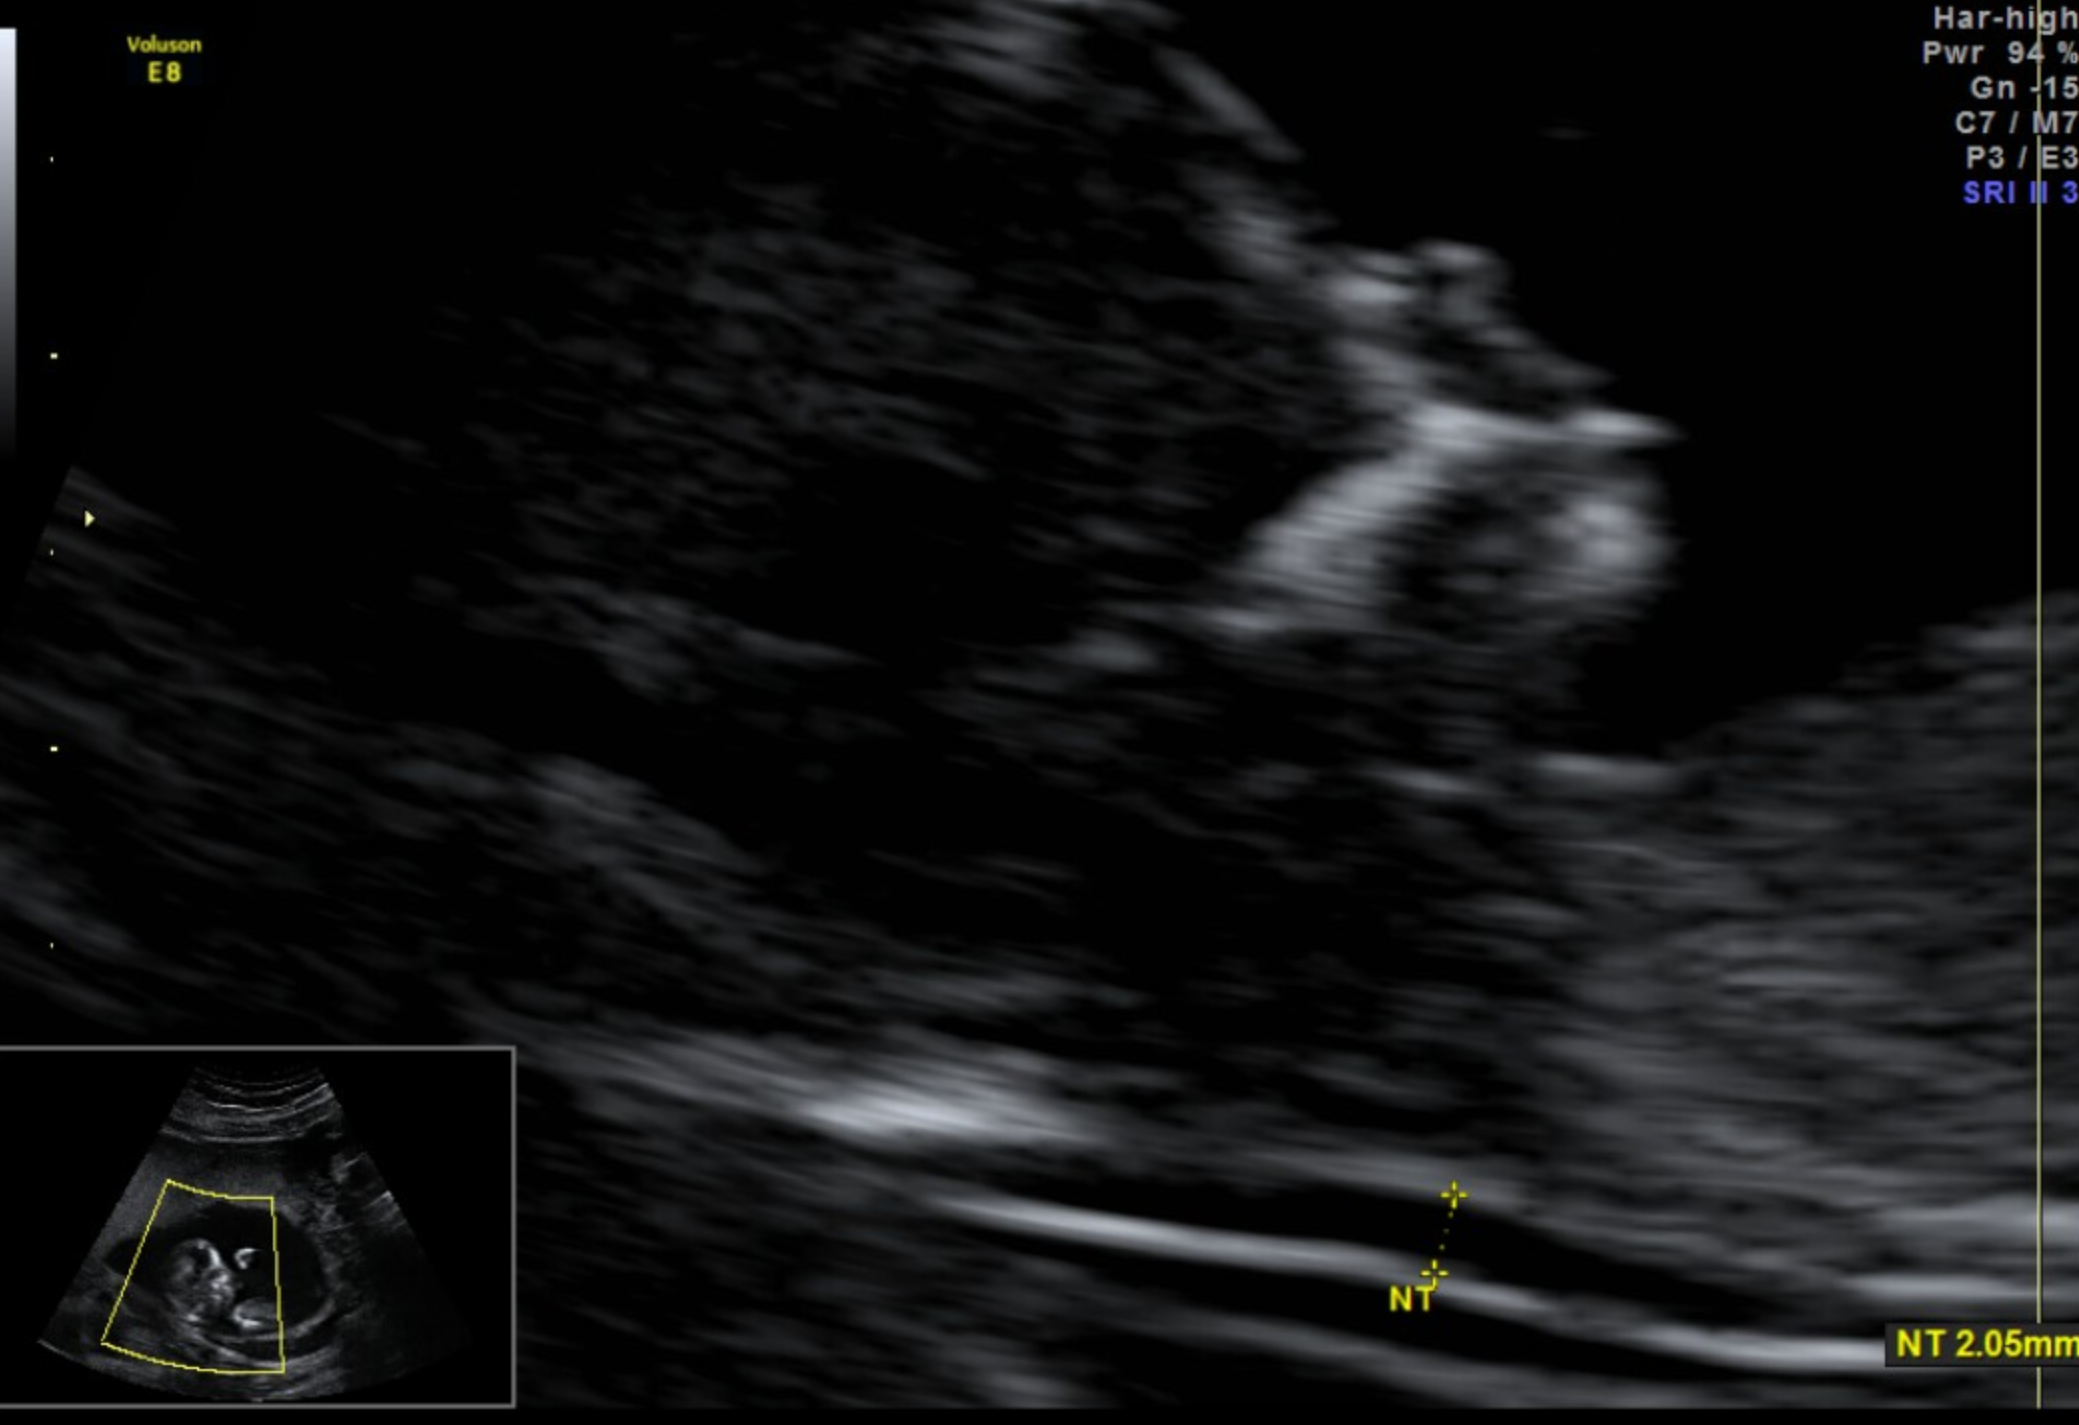 Voluson
E8
Har-high
Pwr 94 %
Gn -15
C7 / M7
P3 / E3
SRI II 3
NT
NT 2.05mm